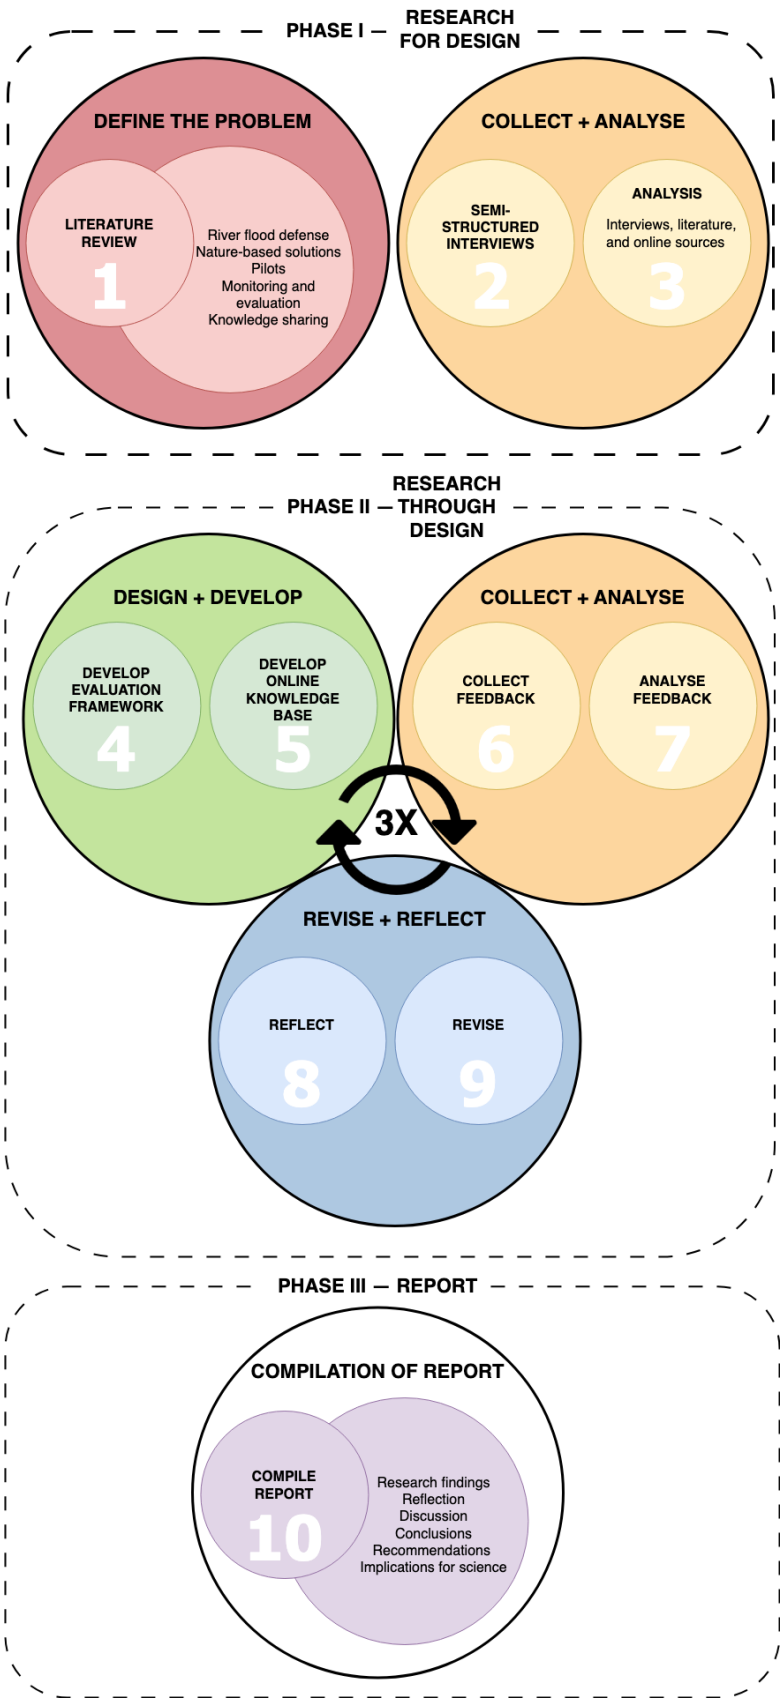 PHASE I — RESEARCH
FOR DESIGN
DEFINE THE PROBLEM
LITERATURE
REVIEW
1
River flood defense
Nature-based solutions
Pilots
Monitoring and
evaluation
Knowledge sharing
COLLECT + ANALYSE
SEMI-
STRUCTURED
INTERVIEWS
2
ANALYSIS
Interviews, literature,
and online sources
3
RESEARCH
PHASE II — THROUGH
DESIGN
DESIGN + DEVELOP
DEVELOP
EVALUATION
FRAMEWORK
4
DEVELOP
ONLINE
KNOWLEDGE
BASE
5
COLLECT + ANALYSE
COLLECT
FEEDBACK
6
ANALYSE
FEEDBACK
7
3X
REVISE + REFLECT
REFLECT
8
REVISE
9
PHASE III — REPORT
COMPILATION OF REPORT
COMPILE
REPORT
10
Research findings
Reflection
Discussion
Conclusions
Recommendations
Implications for science